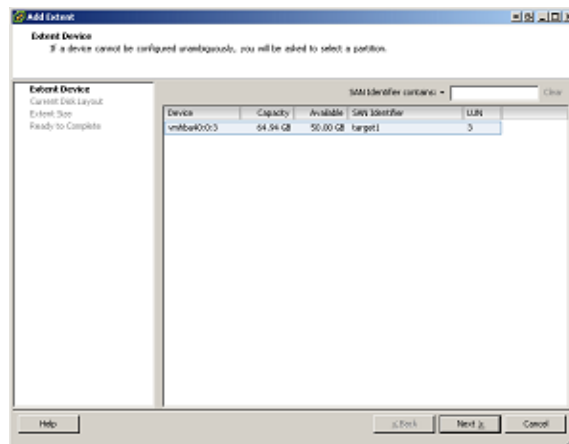 Add Extent
Extent Device
If a device cannot be configured unambiguously, you will be asked to select a partition.
Extent Device
Current Disk Layout
Extent Size
Ready to Complete
SAN Identifier contains:
Clear
Device Capacity Available SAN Identifier LUN
vmhba40:0:3 64.94 GB 50.00 GB target1 3
Help
< Back
Next >
Cancel